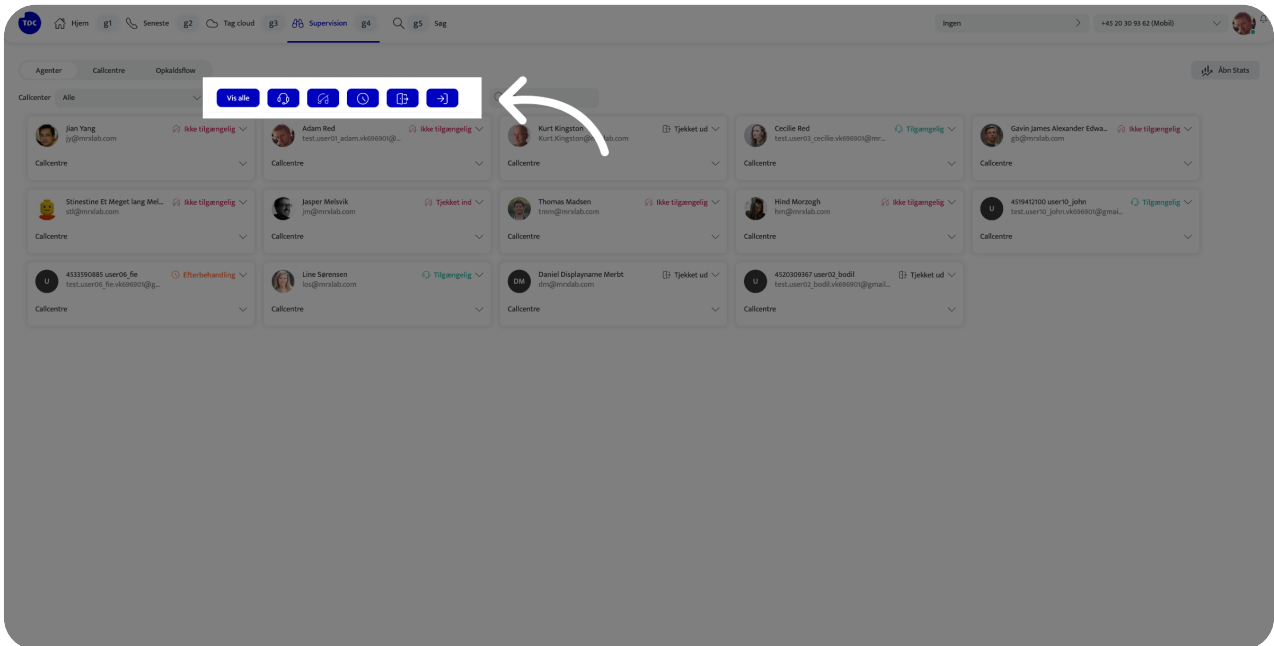 TDC Hjem g1 Seneste g2 Tag cloud g3 Supervision g4 g5 Søg Ingen +45 20 30 93 62 (Mobil)
Agenter Callcentre Opkaldsflow Åbn Stats
Callcenter Alle Vis alle
Jian Yang Ikke tilgængelig
jy@mrxlab.com
Callcentre
Adam Red Ikke tilgængelig
test.user01_adam.vk696901@...
Callcentre
Kurt Kingston Tjekket ud
Callcentre
Cecilie Red Tilgængelig
test.user03_cecilie.vk696901@mr...
Callcentre
Gavin James Alexander Edwa... Ikke tilgængelig
gb@mrxlab.com
Callcentre
Stinestine Et Meget lang Mel... Ikke tilgængelig
stl@mrxlab.com
Callcentre
Jasper Melsvik Tjekket ind
jm@mrxlab.com
Callcentre
Thomas Madsen Ikke tilgængelig
tmm@mrxlab.com
Callcentre
Hind Morzogh Ikke tilgængelig
hm@mrxlab.com
Callcentre
U 4519412100 user10_john Tilgængelig
test.user10_john.vk696901@gmai...
Callcentre
U 4533590885 user06_fie Efterbehandling
test.user06_fie.vk696901@g...
Callcentre
Line Sørensen Tilgængelig
los@mrxlab.com
Callcentre
DM Daniel Displayname Merbt Tjekket ud
dm@mrxlab.com
Callcentre
U 4520309367 user02_bodil Tjekket ud
test.user02_bodil.vk696901@gmail...
Callcentre